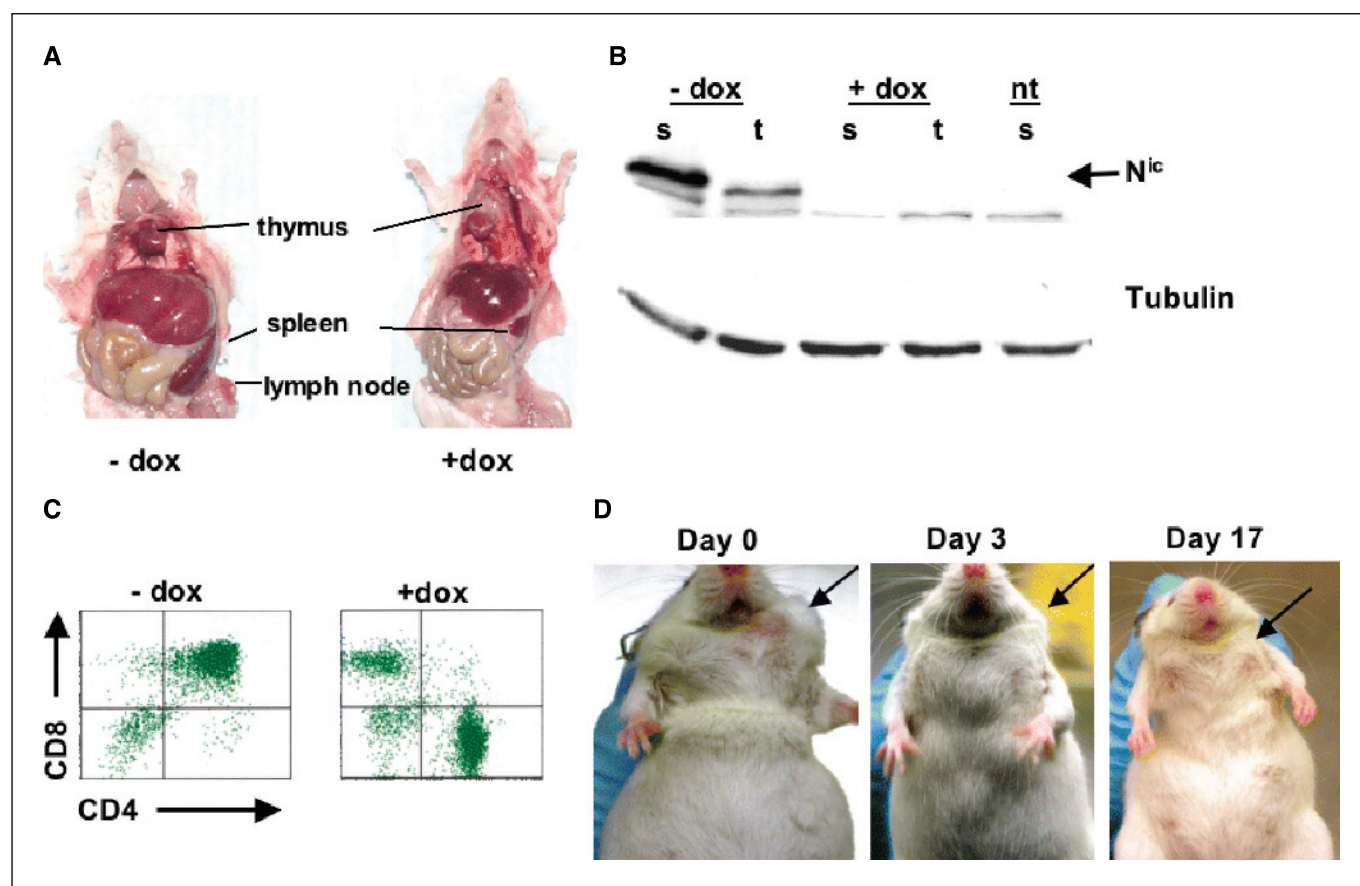 A
thymus
spleen
lymph node
- dox
+dox
B
- dox + dox nt
s t s t s
N^ic
Tubulin
C
- dox +dox
CD8
CD4
D
Day 0 Day 3 Day 17